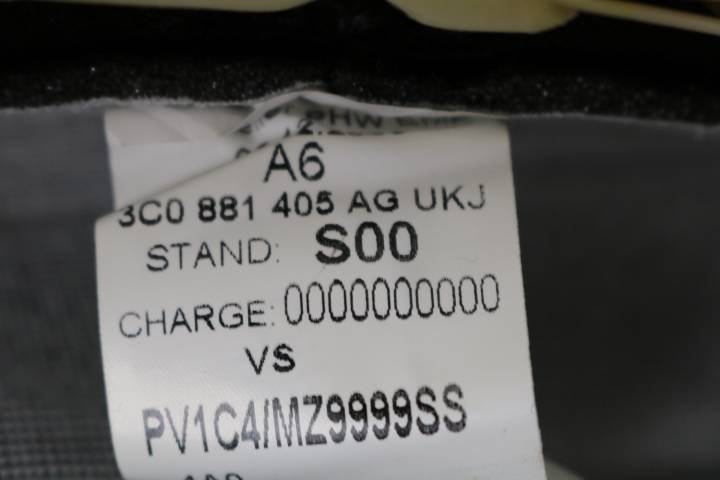 A6
3C0 881 405 AG UKJ
STAND: S00
CHARGE: 0000000000
VS
PV1C4/MZ9999SS